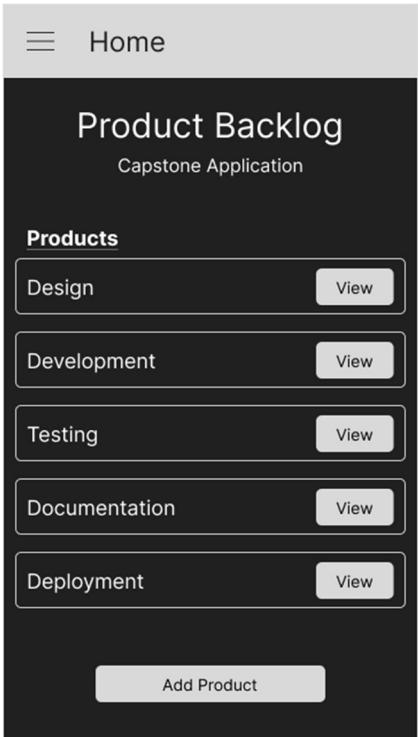 Home
Product Backlog
Capstone Application
Products
Design View
Development View
Testing View
Documentation View
Deployment View
Add Product